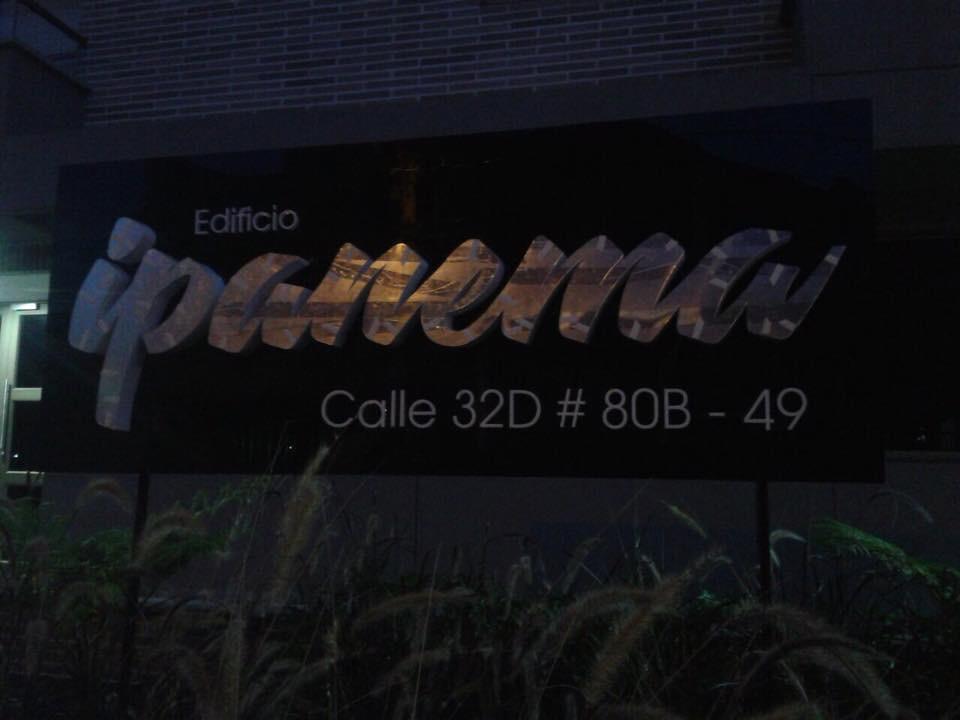 Edificio
ipanema
Calle 32D # 80B - 49